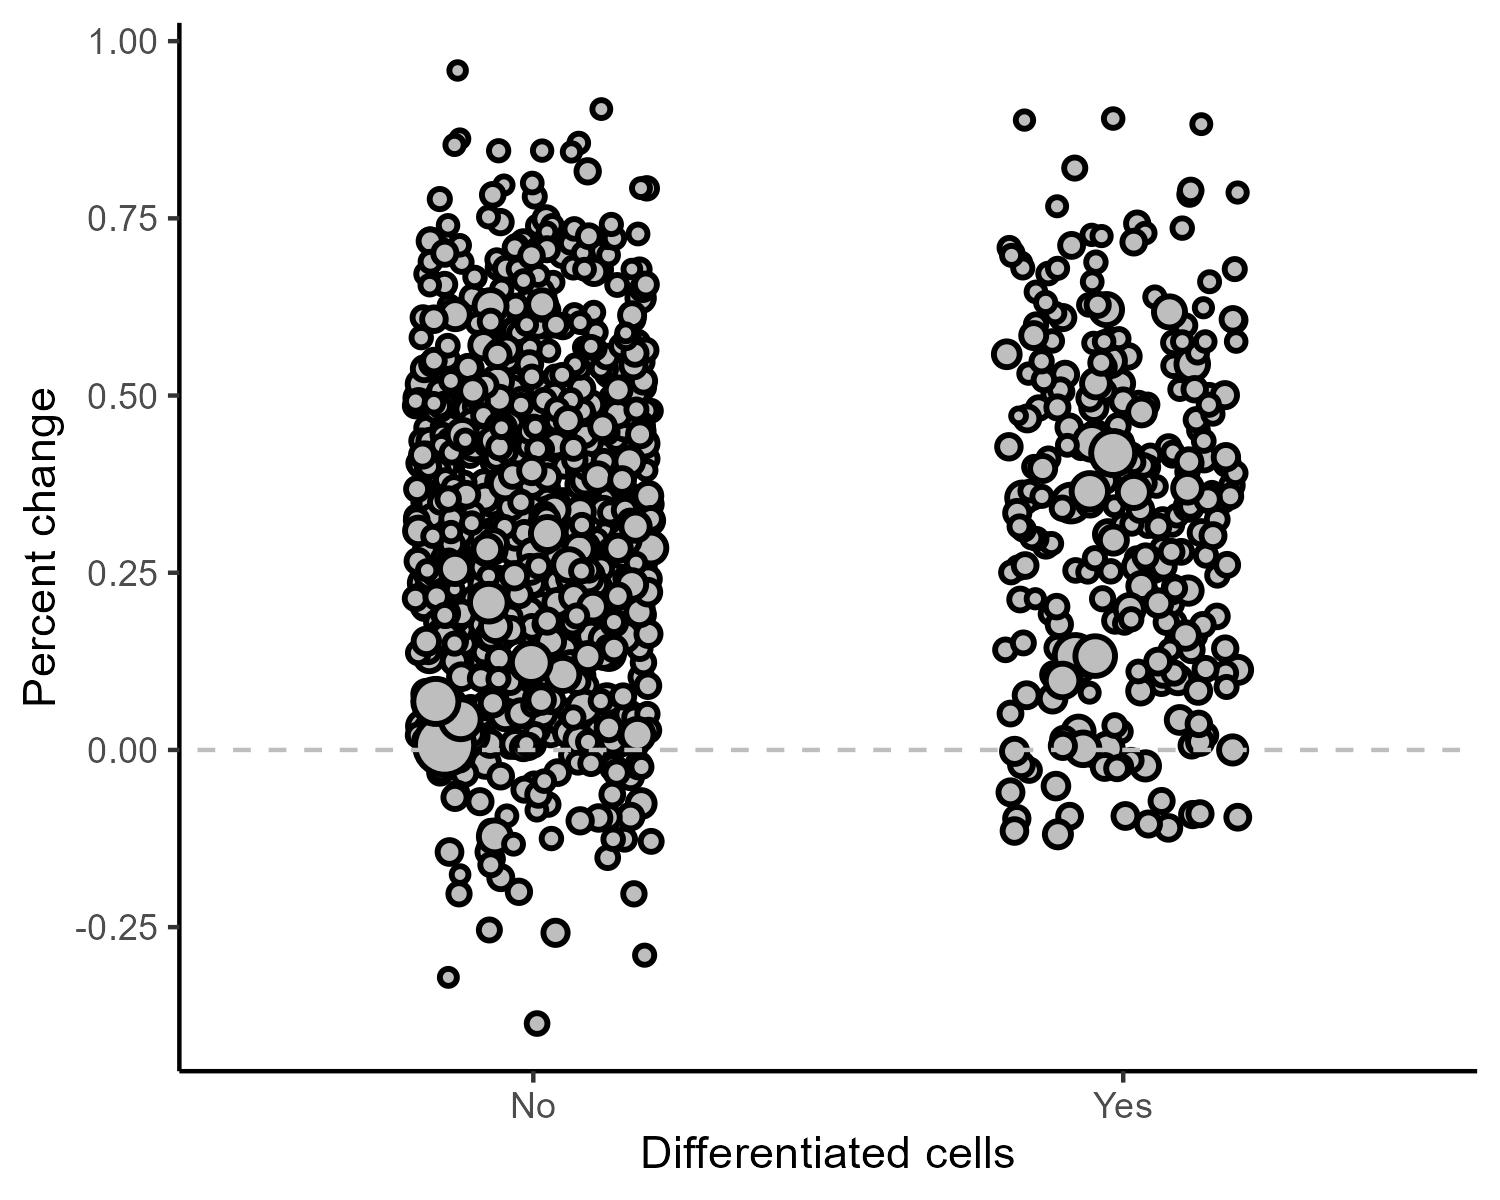 1.00
0.75
0.50
0.25
0.00
-0.25
Percent change
No
Yes
Differentiated cells